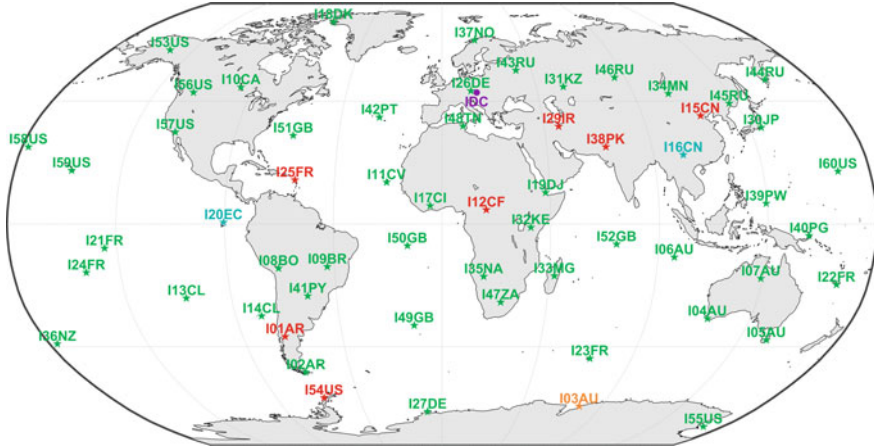 I18DK
I37NO
I53US
I43RU
I56US
I10CA
I26DE
I31KZ
I46RU
I34MN
I44RU
IDC
I45RU
I42PT
I48TN
I15CN
I57US
I51GB
I29IR
I30JP
I58US
I38PK
I16CN
I59US
I25FR
I60US
I11CV
I19DJ
I17CI
I12CF
I39PW
I20EC
I32KE
I40PG
I21FR
I50GB
I52GB
I06AU
I24FR
I08BO
I09BR
I35NA
I33MG
I07AU
I22FR
I13CL
I41PY
I47ZA
I14CL
I49GB
I04AU
I01AR
I05AU
I36NZ
I02AR
I23FR
I54US
I27DE
I03AU
I55US